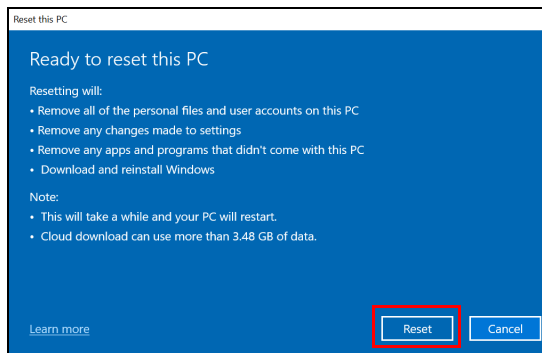 Reset this PC
Ready to reset this PC
Resetting will:
• Remove all of the personal files and user accounts on this PC
• Remove any changes made to settings
• Remove any apps and programs that didn't come with this PC
• Download and reinstall Windows
Note:
• This will take a while and your PC will restart.
• Cloud download can use more than 3.48 GB of data.
Learn more
Reset
Cancel